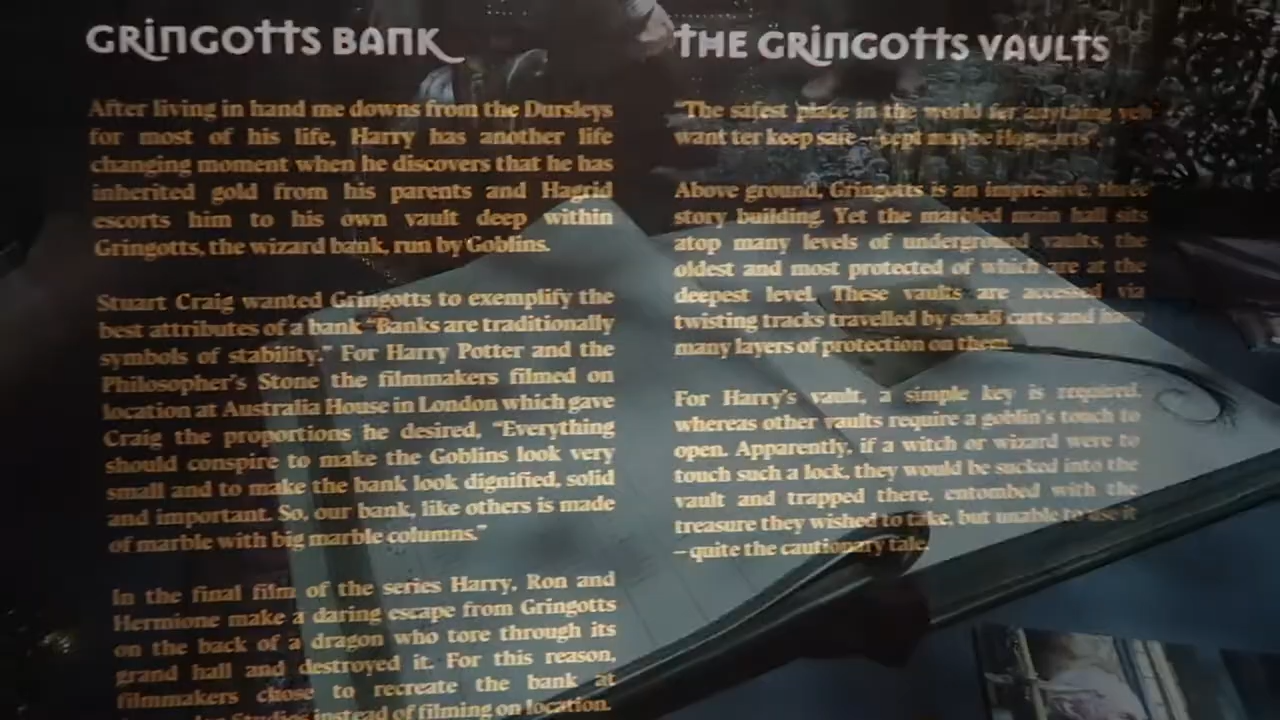 GRINGOTTS BANK
After living in hand me downs from the Dursleys
for most of his life, Harry has another life
changing moment when he discovers that he has
inherited gold from his parents and Hagrid
escorts him to his own vault deep within
Gringotts, the wizard bank, run by Goblins.
Stuart Craig wanted Gringotts to exemplify the
best attributes of a bank "Banks are traditionally
symbols of stability." For Harry Potter and the
Philosopher's Stone the filmmakers filmed on
location at Australia House in London which gave
Craig the proportions he desired, "Everything
should conspire to make the Goblins look very
small and to make the bank look dignified, solid
and important. So, our bank, like others is made
of marble with big marble columns."
In the final film of the series Harry, Ron and
Hermione make a daring escape from Gringotts
on the back of a dragon who tore through its
grand hall and destroyed it. For this reason,
filmmakers chose to recreate the bank at
Studios instead of filming on location.
THE GRINGOTTS VAULTS
"The safest place in the world fer anything yeh
want ter keep safe – 'cept maybe Hogwarts".
Above ground, Gringotts is an impressive, three
story building. Yet the marbled main hall sits
atop many levels of underground vaults, the
oldest and most protected of which are at the
deepest level. These vaults are accessed via
twisting tracks travelled by small carts and have
many layers of protection on them.
For Harry's vault, a simple key is required,
whereas other vaults require a goblin's touch to
open. Apparently, if a witch or wizard were to
touch such a lock, they would be sucked into the
vault and trapped there, entombed with the
treasure they wished to take, but unable to use it
– quite the cautionary tale.